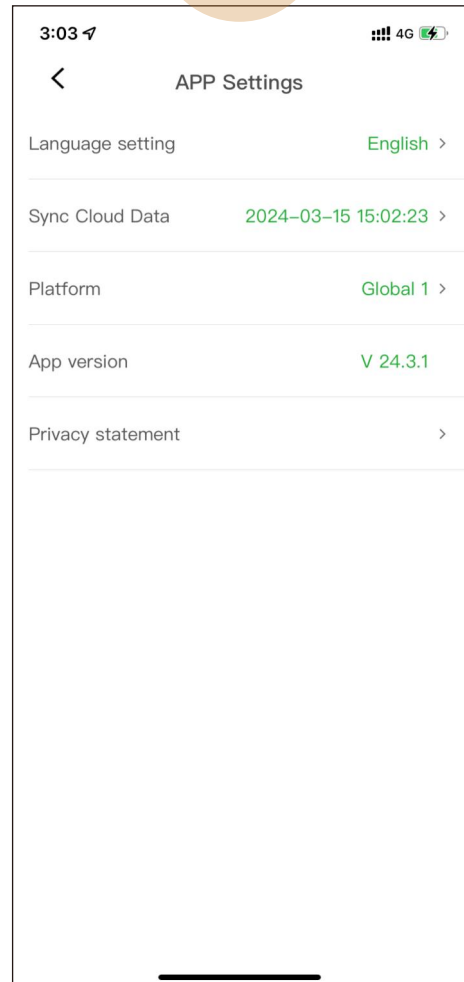 3:03 4G
APP Settings
Language setting English >
Sync Cloud Data 2024–03–15 15:02:23 >
Platform Global 1 >
App version V 24.3.1
Privacy statement >